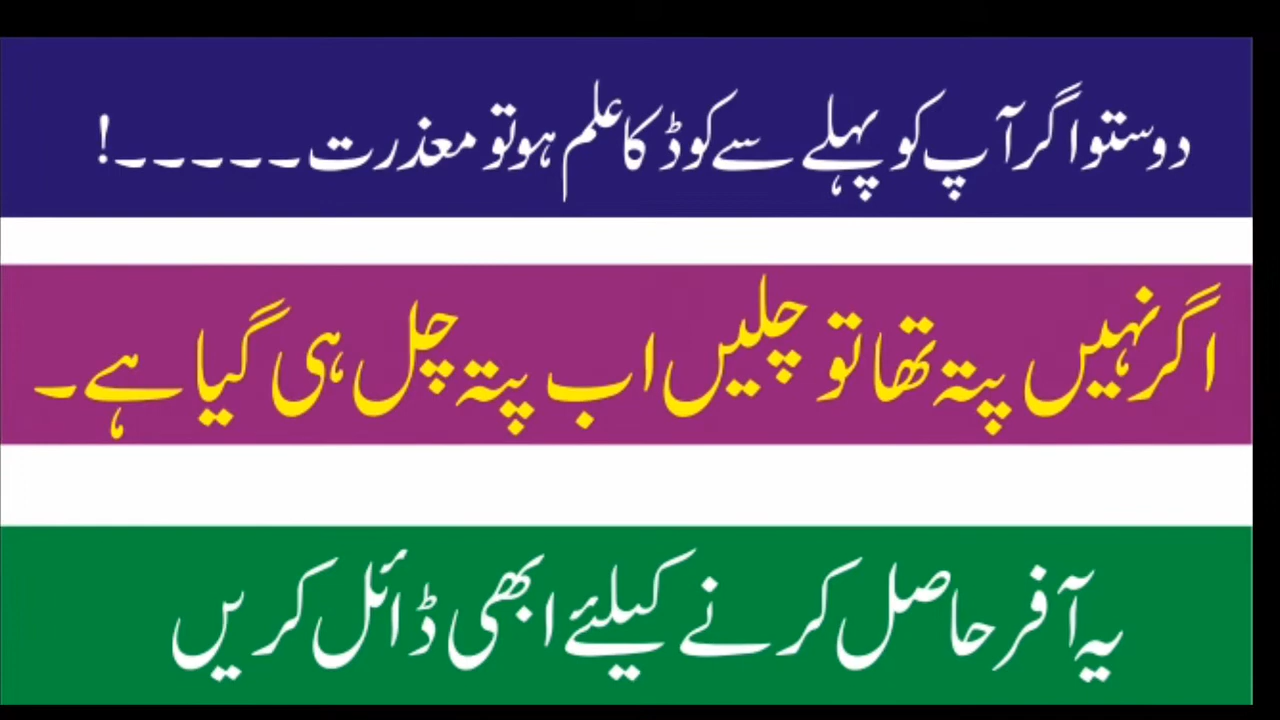 دوستو اگر آپ کو پہلے سے کوڈ کا علم ہو تو معذرت۔۔۔۔۔!
اگر نہیں پتہ تھا تو چلیں اب پتہ چل ہی گیا ہے۔
یہ آفر حاصل کرنے کیلئے ابھی ڈائل کریں